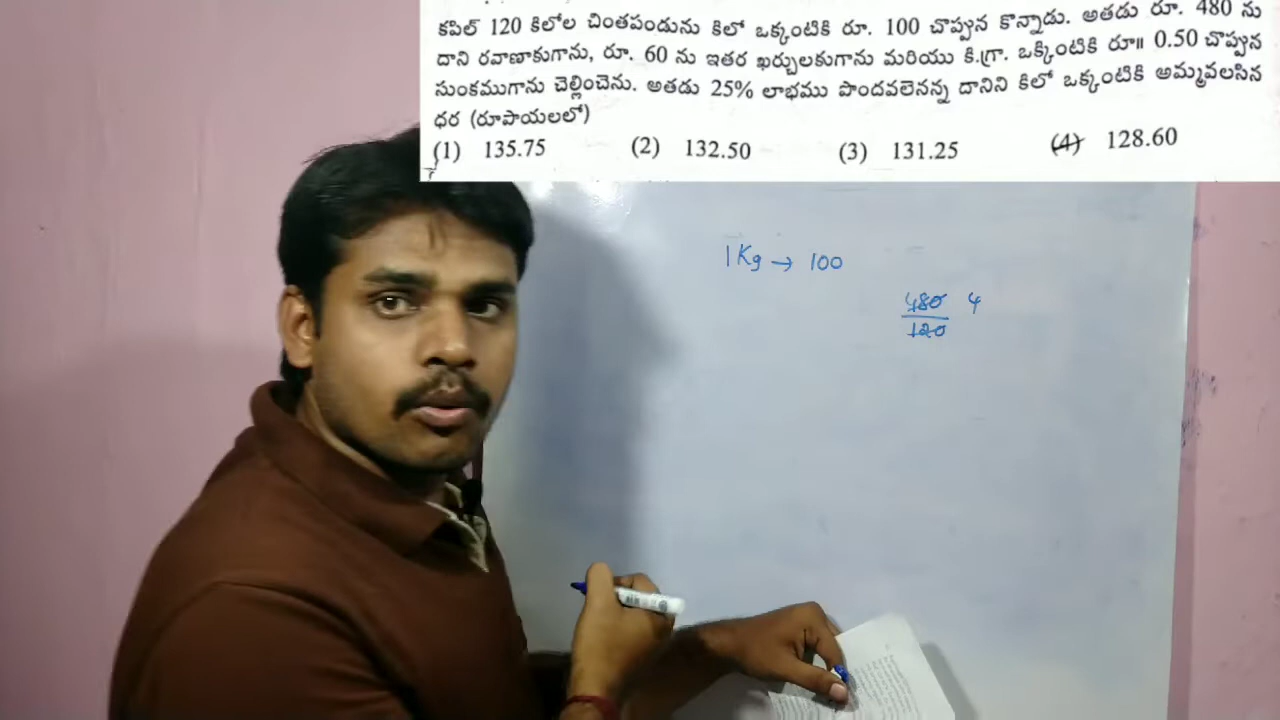 కపిల్ 120 కిలోల చింతపండును కిలో ఒక్కంటికి రూ. 100 చొప్పున కొన్నాడు. అతడు రూ. 480 ను
దాని రవాణాకుగాను, రూ. 60 ను ఇతర ఖర్చులకుగాను మరియు కి.గ్రా. ఒక్కింటికి రూ॥ 0.50 చొప్పున
సుంకముగాను చెల్లించెను. అతడు 25% లాభము పొందవలెనన్న దానిని కిలో ఒక్కంటికి అమ్మవలసిన
ధర (రూపాయలలో)
(1) 135.75 (2) 132.50 (3) 131.25 (4) 128.60
1 Kg → 100
480 4
120